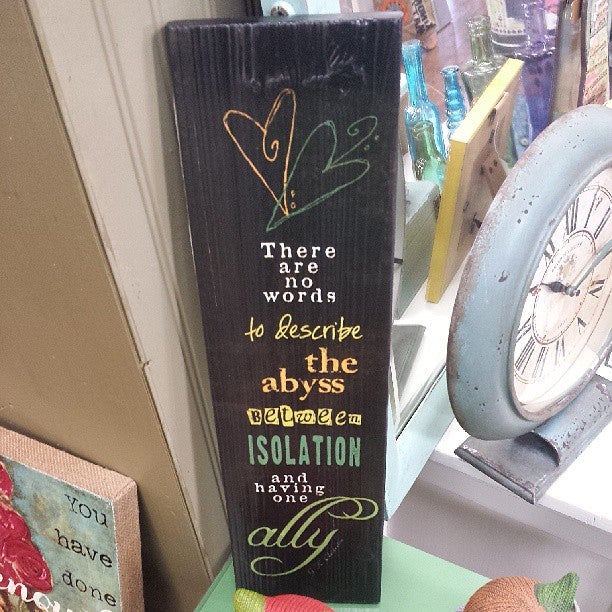 There
are
no
words
to describe
the
abyss
Between
ISOLATION
and
having
one
ally
you
have
done